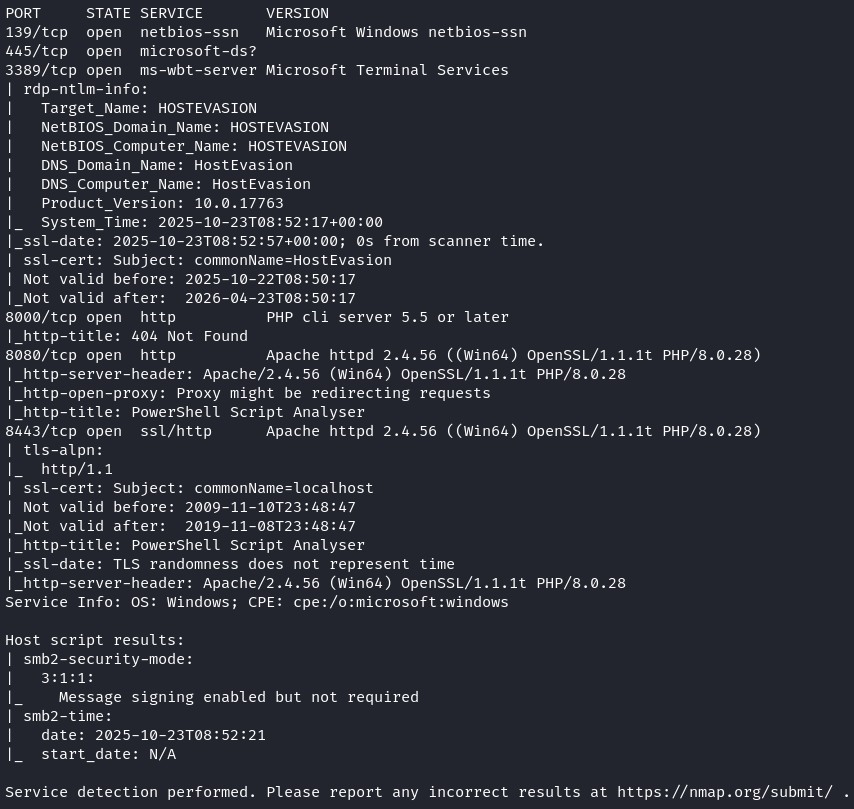 PORT     STATE SERVICE       VERSION
139/tcp  open  netbios-ssn   Microsoft Windows netbios-ssn
445/tcp  open  microsoft-ds?
3389/tcp open  ms-wbt-server Microsoft Terminal Services
| rdp-ntlm-info:
|   Target_Name: HOSTEVASION
|   NetBIOS_Domain_Name: HOSTEVASION
|   NetBIOS_Computer_Name: HOSTEVASION
|   DNS_Domain_Name: HostEvasion
|   DNS_Computer_Name: HostEvasion
|   Product_Version: 10.0.17763
|_  System_Time: 2025-10-23T08:52:17+00:00
|_ssl-date: 2025-10-23T08:52:57+00:00; 0s from scanner time.
| ssl-cert: Subject: commonName=HostEvasion
| Not valid before: 2025-10-22T08:50:17
|_Not valid after:  2026-04-23T08:50:17
8000/tcp open  http          PHP cli server 5.5 or later
|_http-title: 404 Not Found
8080/tcp open  http          Apache httpd 2.4.56 ((Win64) OpenSSL/1.1.1t PHP/8.0.28)
|_http-server-header: Apache/2.4.56 (Win64) OpenSSL/1.1.1t PHP/8.0.28
|_http-open-proxy: Proxy might be redirecting requests
|_http-title: PowerShell Script Analyser
8443/tcp open  ssl/http      Apache httpd 2.4.56 ((Win64) OpenSSL/1.1.1t PHP/8.0.28)
| tls-alpn:
|_  http/1.1
| ssl-cert: Subject: commonName=localhost
| Not valid before: 2009-11-10T23:48:47
|_Not valid after:  2019-11-08T23:48:47
|_http-title: PowerShell Script Analyser
|_ssl-date: TLS randomness does not represent time
|_http-server-header: Apache/2.4.56 (Win64) OpenSSL/1.1.1t PHP/8.0.28
Service Info: OS: Windows; CPE: cpe:/o:microsoft:windows

Host script results:
| smb2-security-mode:
|   3:1:1:
|_    Message signing enabled but not required
| smb2-time:
|   date: 2025-10-23T08:52:21
|_  start_date: N/A

Service detection performed. Please report any incorrect results at https://nmap.org/submit/ .